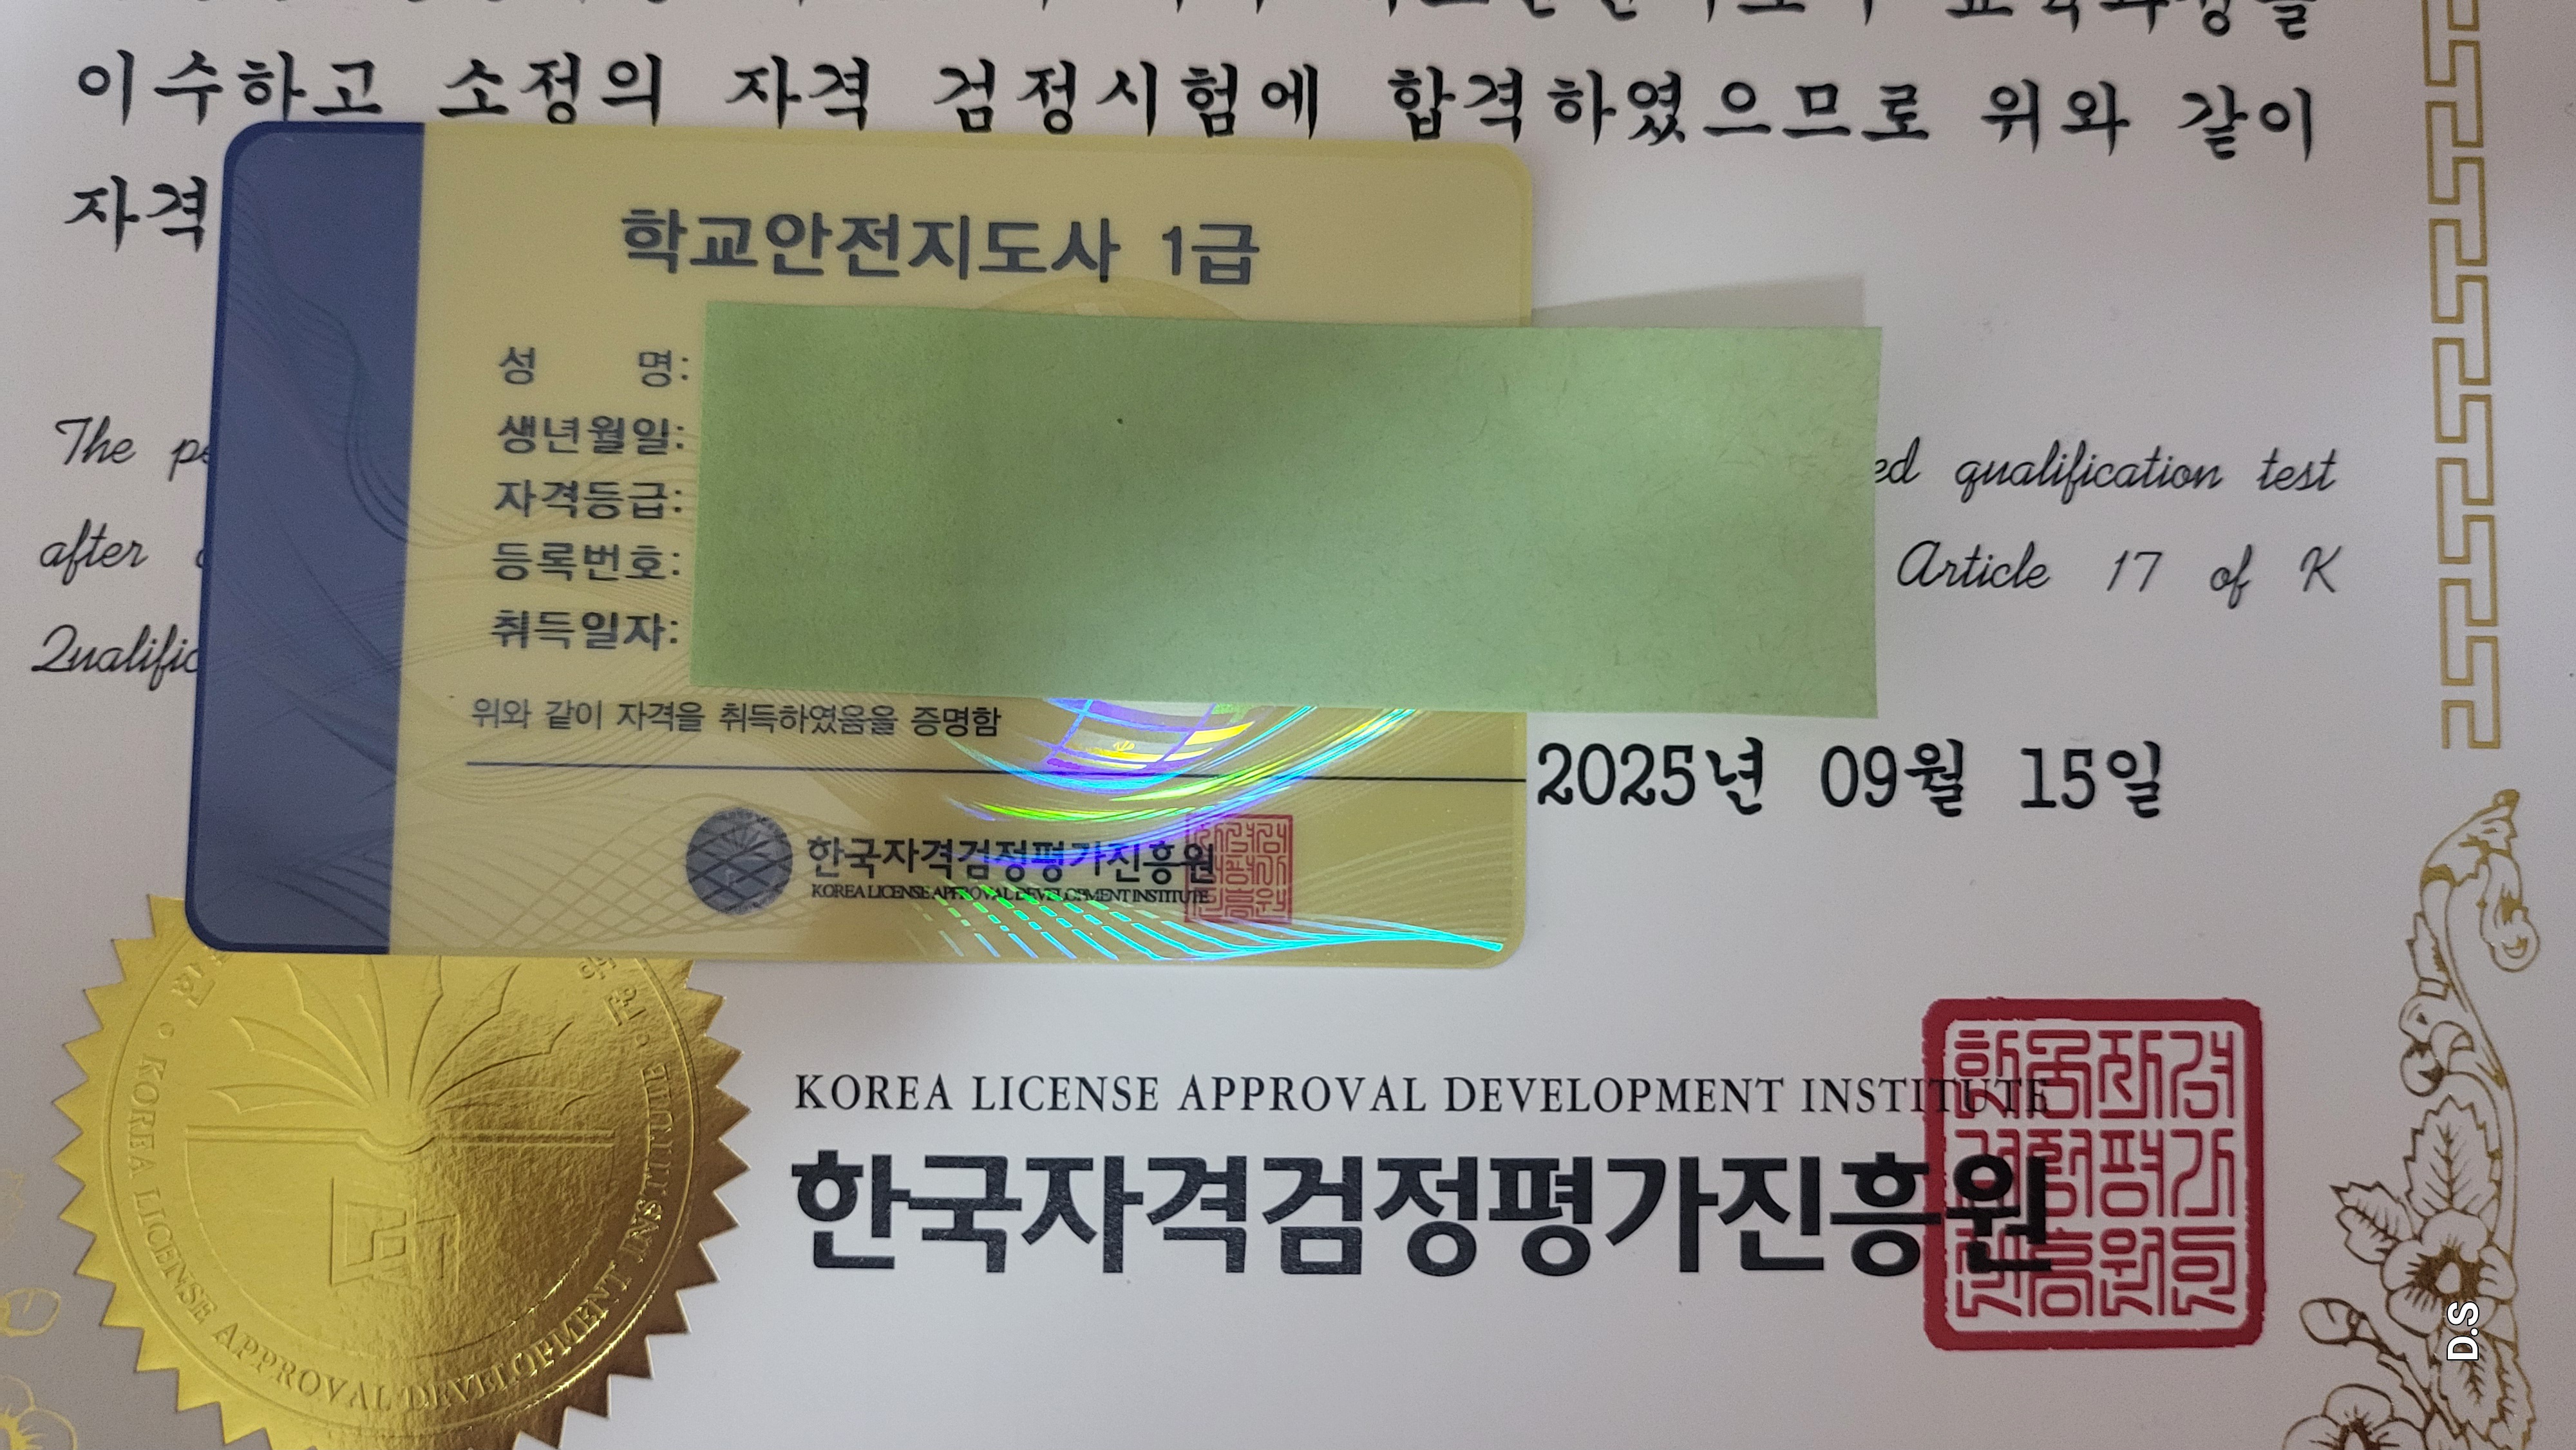 이수하고 소정의 자격 검정시험에 합격하였으므로 위와 같이
자격
학교안전지도사 1급
성 명:
생년월일:
자격등급:
등록번호:
취득일자:
위와 같이 자격을 취득하였음을 증명함
한국자격검정평가진흥원
KOREA LICENSE APPROVAL DEVELOPMENT INSTITUTE
The
qualification test
after
Article 17 of K
2025년 09월 15일
KOREA LICENSE APPROVAL DEVELOPMENT INSTITUTE
KOREA LICENSE APPROVAL DEVELOPMENT INSTITUTE
한국자격검정평가진흥원
D.S